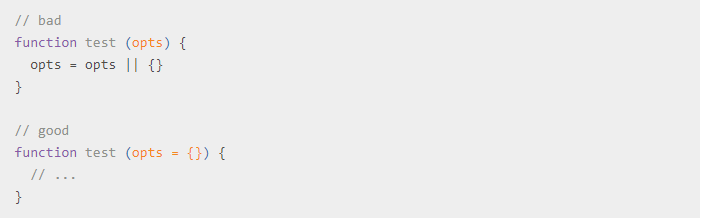 // bad
function test (opts) {
  opts = opts || {}
}

// good
function test (opts = {}) {
  // ...
}